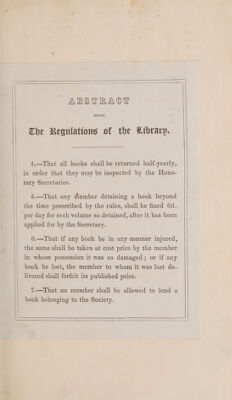 ABSTRACT
FROM
The Regulations of the Library.
4.—That all books shall be returned half-yearly,
in order that they may be inspected by the Hono-
rary Secretaries.
5.—That any member detaining a book beyond
the time prescribed by the rules, shall be fined 6d.
per day for each volume so detained, after it has been
applied for by the Secretary.
6.—That if any book be in any manner injured,
the same shall be taken at cost price by the member
in whose possession it was so damaged; or if any
book be lost, the member to whom it was last de-
livered shall forfeit its published price.
7.—That no member shall be allowed to lend a
book belonging to the Society.